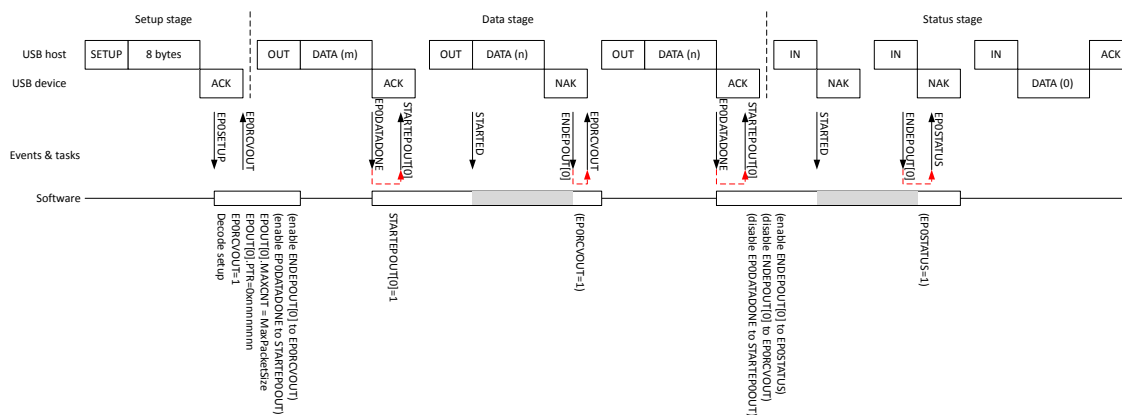 Setup stage
Data stage
Status stage
USB host
SETUP
8 bytes
OUT
DATA (m)
OUT
DATA (n)
OUT
DATA (n)
IN
IN
IN
ACK
USB device
ACK
ACK
NAK
ACK
NAK
NAK
DATA (0)
Events & tasks
EP0SETUP
EP0RCVOUT
EP0DATADONE
STARTEPOUT[0]
STARTED
ENDEPOUT[0]
EP0RCVOUT
EP0DATADONE
STARTEPOUT[0]
STARTED
ENDEPOUT[0]
EP0STATUS
Software
(enable ENDEPOUT[0] to EP0RCVOUT)
(enable EP0DATADONE to STARTEP0OUT)
EPOUT[0].MAXCNT = MaxPacketSize
EPOUT[0].PTR=0xnnnnnnnn
EP0RCVOUT=1
Decode setup
STARTEPOUT[0]=1
(EP0RCVOUT=1)
(enable ENDEPOUT[0] to EP0STATUS)
(disable ENDEPOUT[0] to EP0RCVOUT)
(disable EP0DATADONE to STARTEP0OUT)
(EP0STATUS=1)